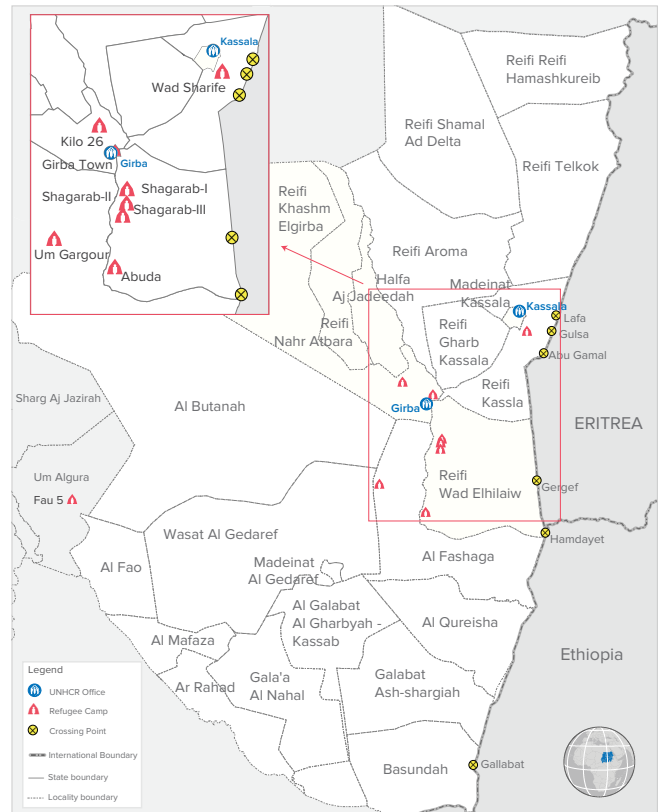 Kassala
Wad Sharife
Kilo 26
Girba Town
Girba
Shagarab-II
Shagarab-I
Shagarab-III
Um Gargour
Abuda
Reifi Reifi
Hamashkureib
Reifi Shamal
Ad Delta
Reifi Telkok
Reifi
Khashm
Elgirba
Reifi Aroma
Halfa
Aj Jadeedah
Madeinat
Kassala
Kassala
Lafa
Gulsa
Abu Gamal
Reifi
Nahr Atbara
Reifi
Gharb
Kassala
Reifi
Kassla
Sharg Aj Jazirah
Al Butanah
Girba
ERITREA
Um Algura
Fau 5
Reifi
Wad Elhilaiw
Gergef
Wasat Al Gedaref
Hamdayet
Al Fao
Madeinat
Al Gedaref
Al Fashaga
Al Galabat
Al Gharbyah -
Kassab
Al Qureisha
Al Mafaza
Ethiopia
Ar Rahad
Gala'a
Al Nahal
Galabat
Ash-shargiah
Basundah
Gallabat
Legend
UNHCR Office
Refugee Camp
Crossing Point
International Boundary
State boundary
Locality boundary